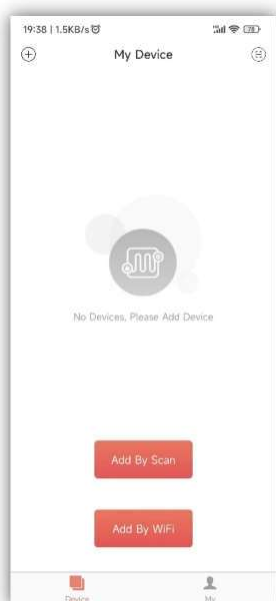 19:38 | 1.5KB/s
78
My Device
No Devices, Please Add Device
Add By Scan
Add By WiFi
Device
My